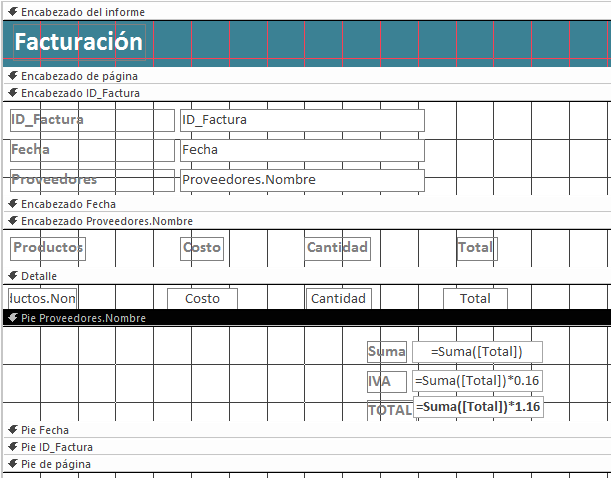 Encabezado del informe
Facturación
Encabezado de página
Encabezado ID_Factura
ID_Factura ID_Factura
Fecha Fecha
Proveedores Proveedores.Nombre
Encabezado Fecha
Encabezado Proveedores.Nombre
Productos Costo Cantidad Total
Detalle
ductos.Non Costo Cantidad Total
Pie Proveedores.Nombre
Suma =Suma([Total])
IVA =Suma([Total])*0.16
TOTAL =Suma([Total])*1.16
Pie Fecha
Pie ID_Factura
Pie de página